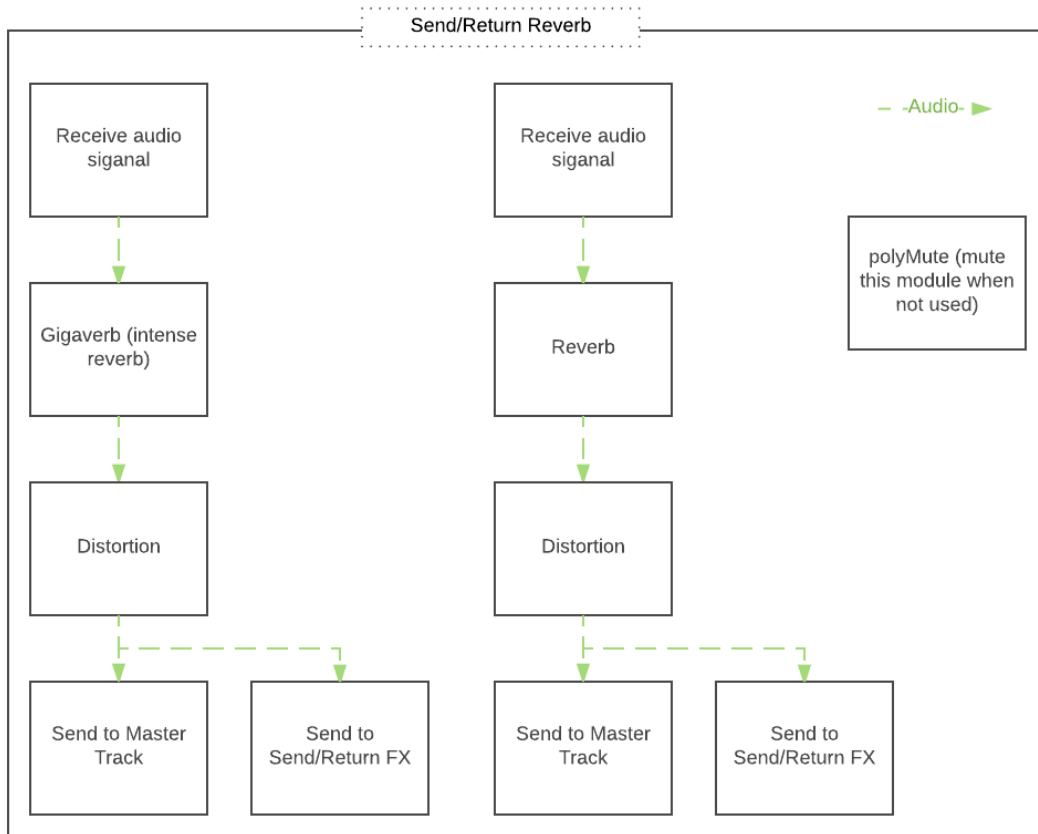 Send/Return Reverb
Receive audio
siganal
Receive audio
siganal
Audio
polyMute (mute
this module when
not used)
Gigaverb (intense
reverb)
Reverb
Distortion
Distortion
Send to Master
Track
Send to
Send/Return FX
Send to Master
Track
Send to
Send/Return FX